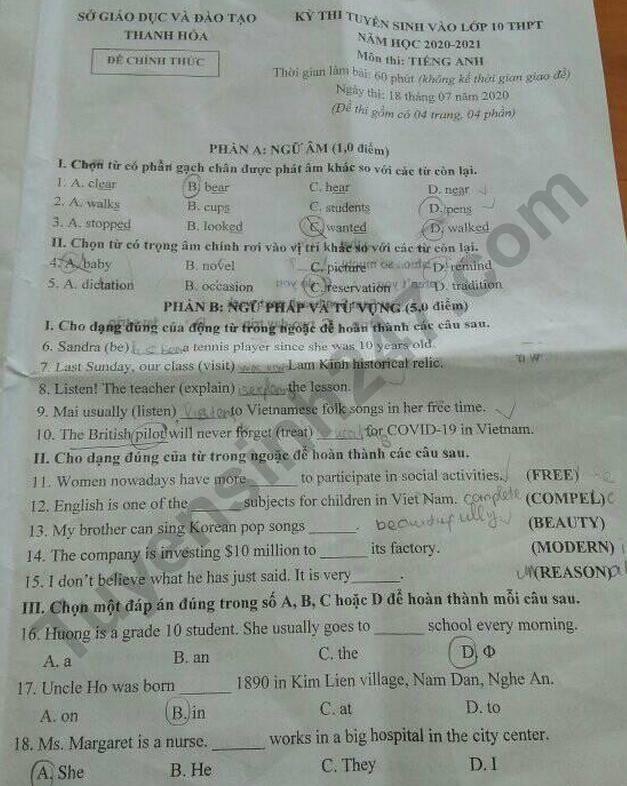 SỞ GIÁO DỤC VÀ ĐÀO TẠO
THANH HÓA
ĐỀ CHÍNH THỨC
KỲ THI TUYỂN SINH VÀO LỚP 10 THPT
NĂM HỌC 2020-2021
Môn thi: TIẾNG ANH
Thời gian làm bài: 60 phút (không kể thời gian giao đề)
Ngày thi: 18 tháng 07 năm 2020
(Đề thi gồm có 04 trang, 04 phần)
PHẦN A: NGỮ ÂM (1,0 điểm)
I. Chọn từ có phần gạch chân được phát âm khác so với các từ còn lại.
1. A. clear B. bear C. hear D. near
2. A. walks B. cups C. students D. pens
3. A. stopped B. looked C. wanted D. walked
II. Chọn từ có trọng âm chính rơi vào vị trí khác so với các từ còn lại.
4. A. baby B. novel C. picture D. remind
5. A. dictation B. occasion C. reservation D. tradition
PHẦN B: NGỮ PHÁP VÀ TỪ VỰNG (5,0 điểm)
I. Cho dạng đúng của động từ trong ngoặc để hoàn thành các câu sau.
6. Sandra (be) a tennis player since she was 10 years old.
7. Last Sunday, our class (visit) Lam Kinh historical relic.
8. Listen! The teacher (explain) the lesson.
9. Mai usually (listen) to Vietnamese folk songs in her free time.
10. The British pilot will never forget (treat) for COVID-19 in Vietnam.
II. Cho dạng đúng của từ trong ngoặc để hoàn thành các câu sau.
11. Women nowadays have more ______ to participate in social activities. (FREE)
12. English is one of the ______ subjects for children in Viet Nam. complete (COMPEL)
13. My brother can sing Korean pop songs ______. beautifully (BEAUTY)
14. The company is investing $10 million to ______ its factory. (MODERN)
15. I don't believe what he has just said. It is very______. un(REASON)
III. Chọn một đáp án đúng trong số A, B, C hoặc D để hoàn thành mỗi câu sau.
16. Huong is a grade 10 student. She usually goes to ______ school every morning.
A. a B. an C. the D. Φ
17. Uncle Ho was born ______ 1890 in Kim Lien village, Nam Dan, Nghe An.
A. on B. in C. at D. to
18. Ms. Margaret is a nurse. ______ works in a big hospital in the city center.
A. She B. He C. They D. I
Tuyensinh247.com